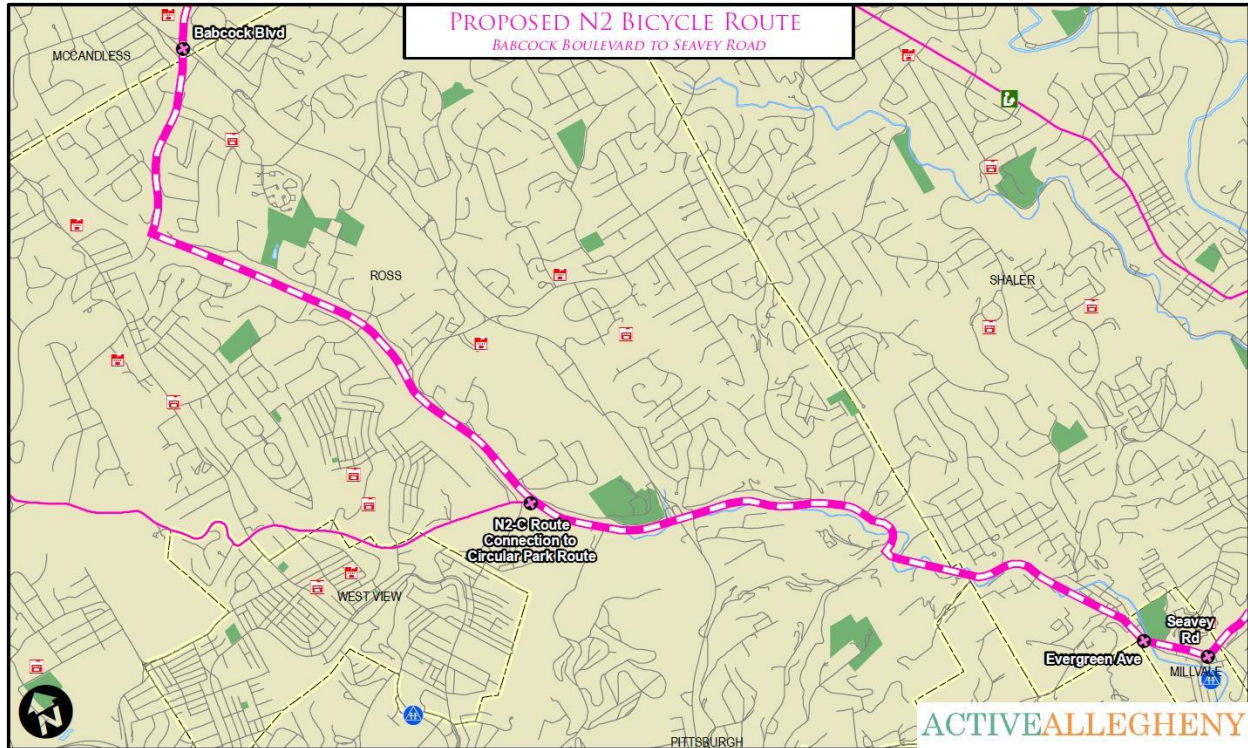 PROPOSED N2 BICYCLE ROUTE
BABCOCK BOULEVARD TO SEAVEY ROAD
Babcock Blvd
MCCANDLESS
ROSS
SHALER
N2-C Route
Connection to
Circular Park Route
WEST VIEW
Seavey
Rd
Evergreen Ave
MILLVALE
N
PITTSBURGH
ACTIVEALLEGHENY